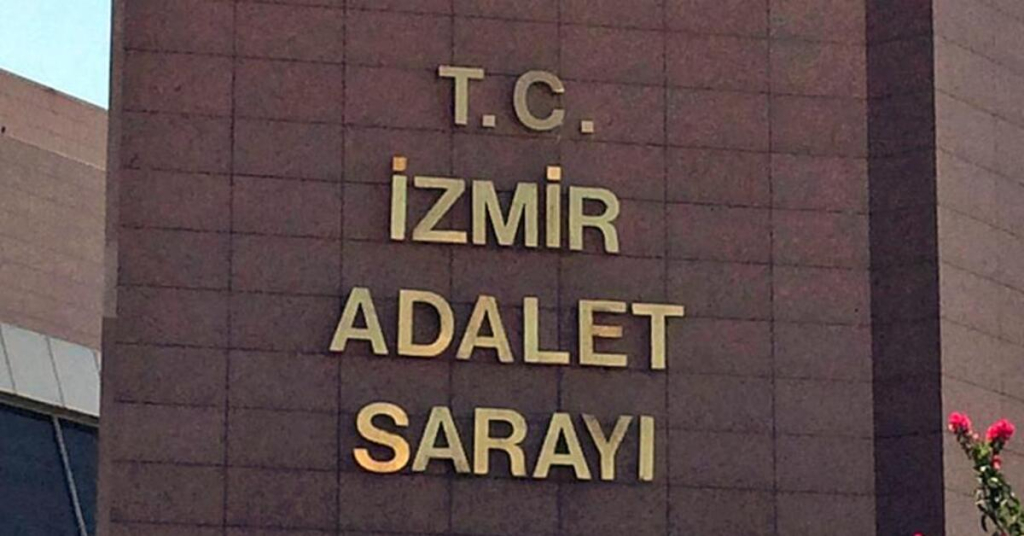 T.C.
İZMİR
ADALET
SARAYI